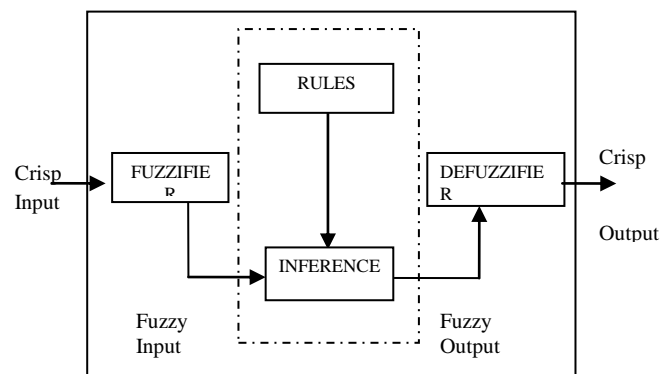 RULES
Crisp
Input
FUZZIFIE
R
DEFUZZIFIE
R
Crisp
Output
INFERENCE
Fuzzy
Input
Fuzzy
Output